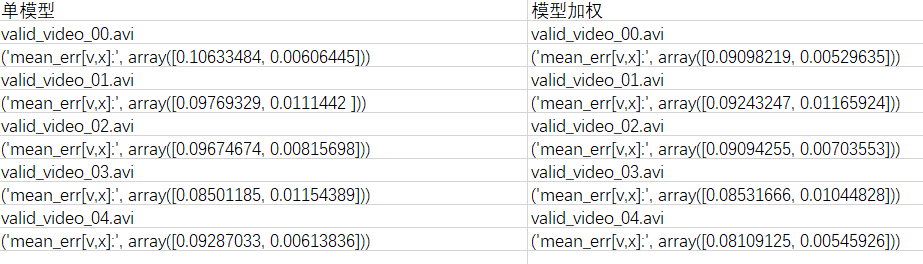 单模型 模型加权
valid_video_00.avi valid_video_00.avi
('mean_err[v,x]:', array([0.10633484, 0.00606445])) ('mean_err[v,x]:', array([0.09098219, 0.00529635]))
valid_video_01.avi valid_video_01.avi
('mean_err[v,x]:', array([0.09769329, 0.0111442 ])) ('mean_err[v,x]:', array([0.09243247, 0.01165924]))
valid_video_02.avi valid_video_02.avi
('mean_err[v,x]:', array([0.09674674, 0.00815698])) ('mean_err[v,x]:', array([0.09094255, 0.00703553]))
valid_video_03.avi valid_video_03.avi
('mean_err[v,x]:', array([0.08501185, 0.01154389])) ('mean_err[v,x]:', array([0.08531666, 0.01044828]))
valid_video_04.avi valid_video_04.avi
('mean_err[v,x]:', array([0.09287033, 0.00613836])) ('mean_err[v,x]:', array([0.08109125, 0.00545926]))